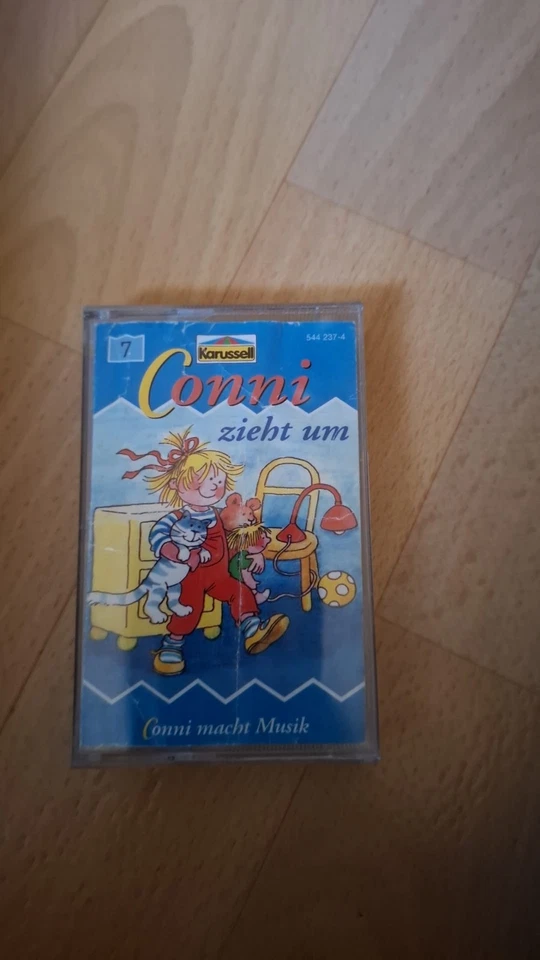 7
Karussell
544 237-4
Conni
zieht um
Conni macht Musik